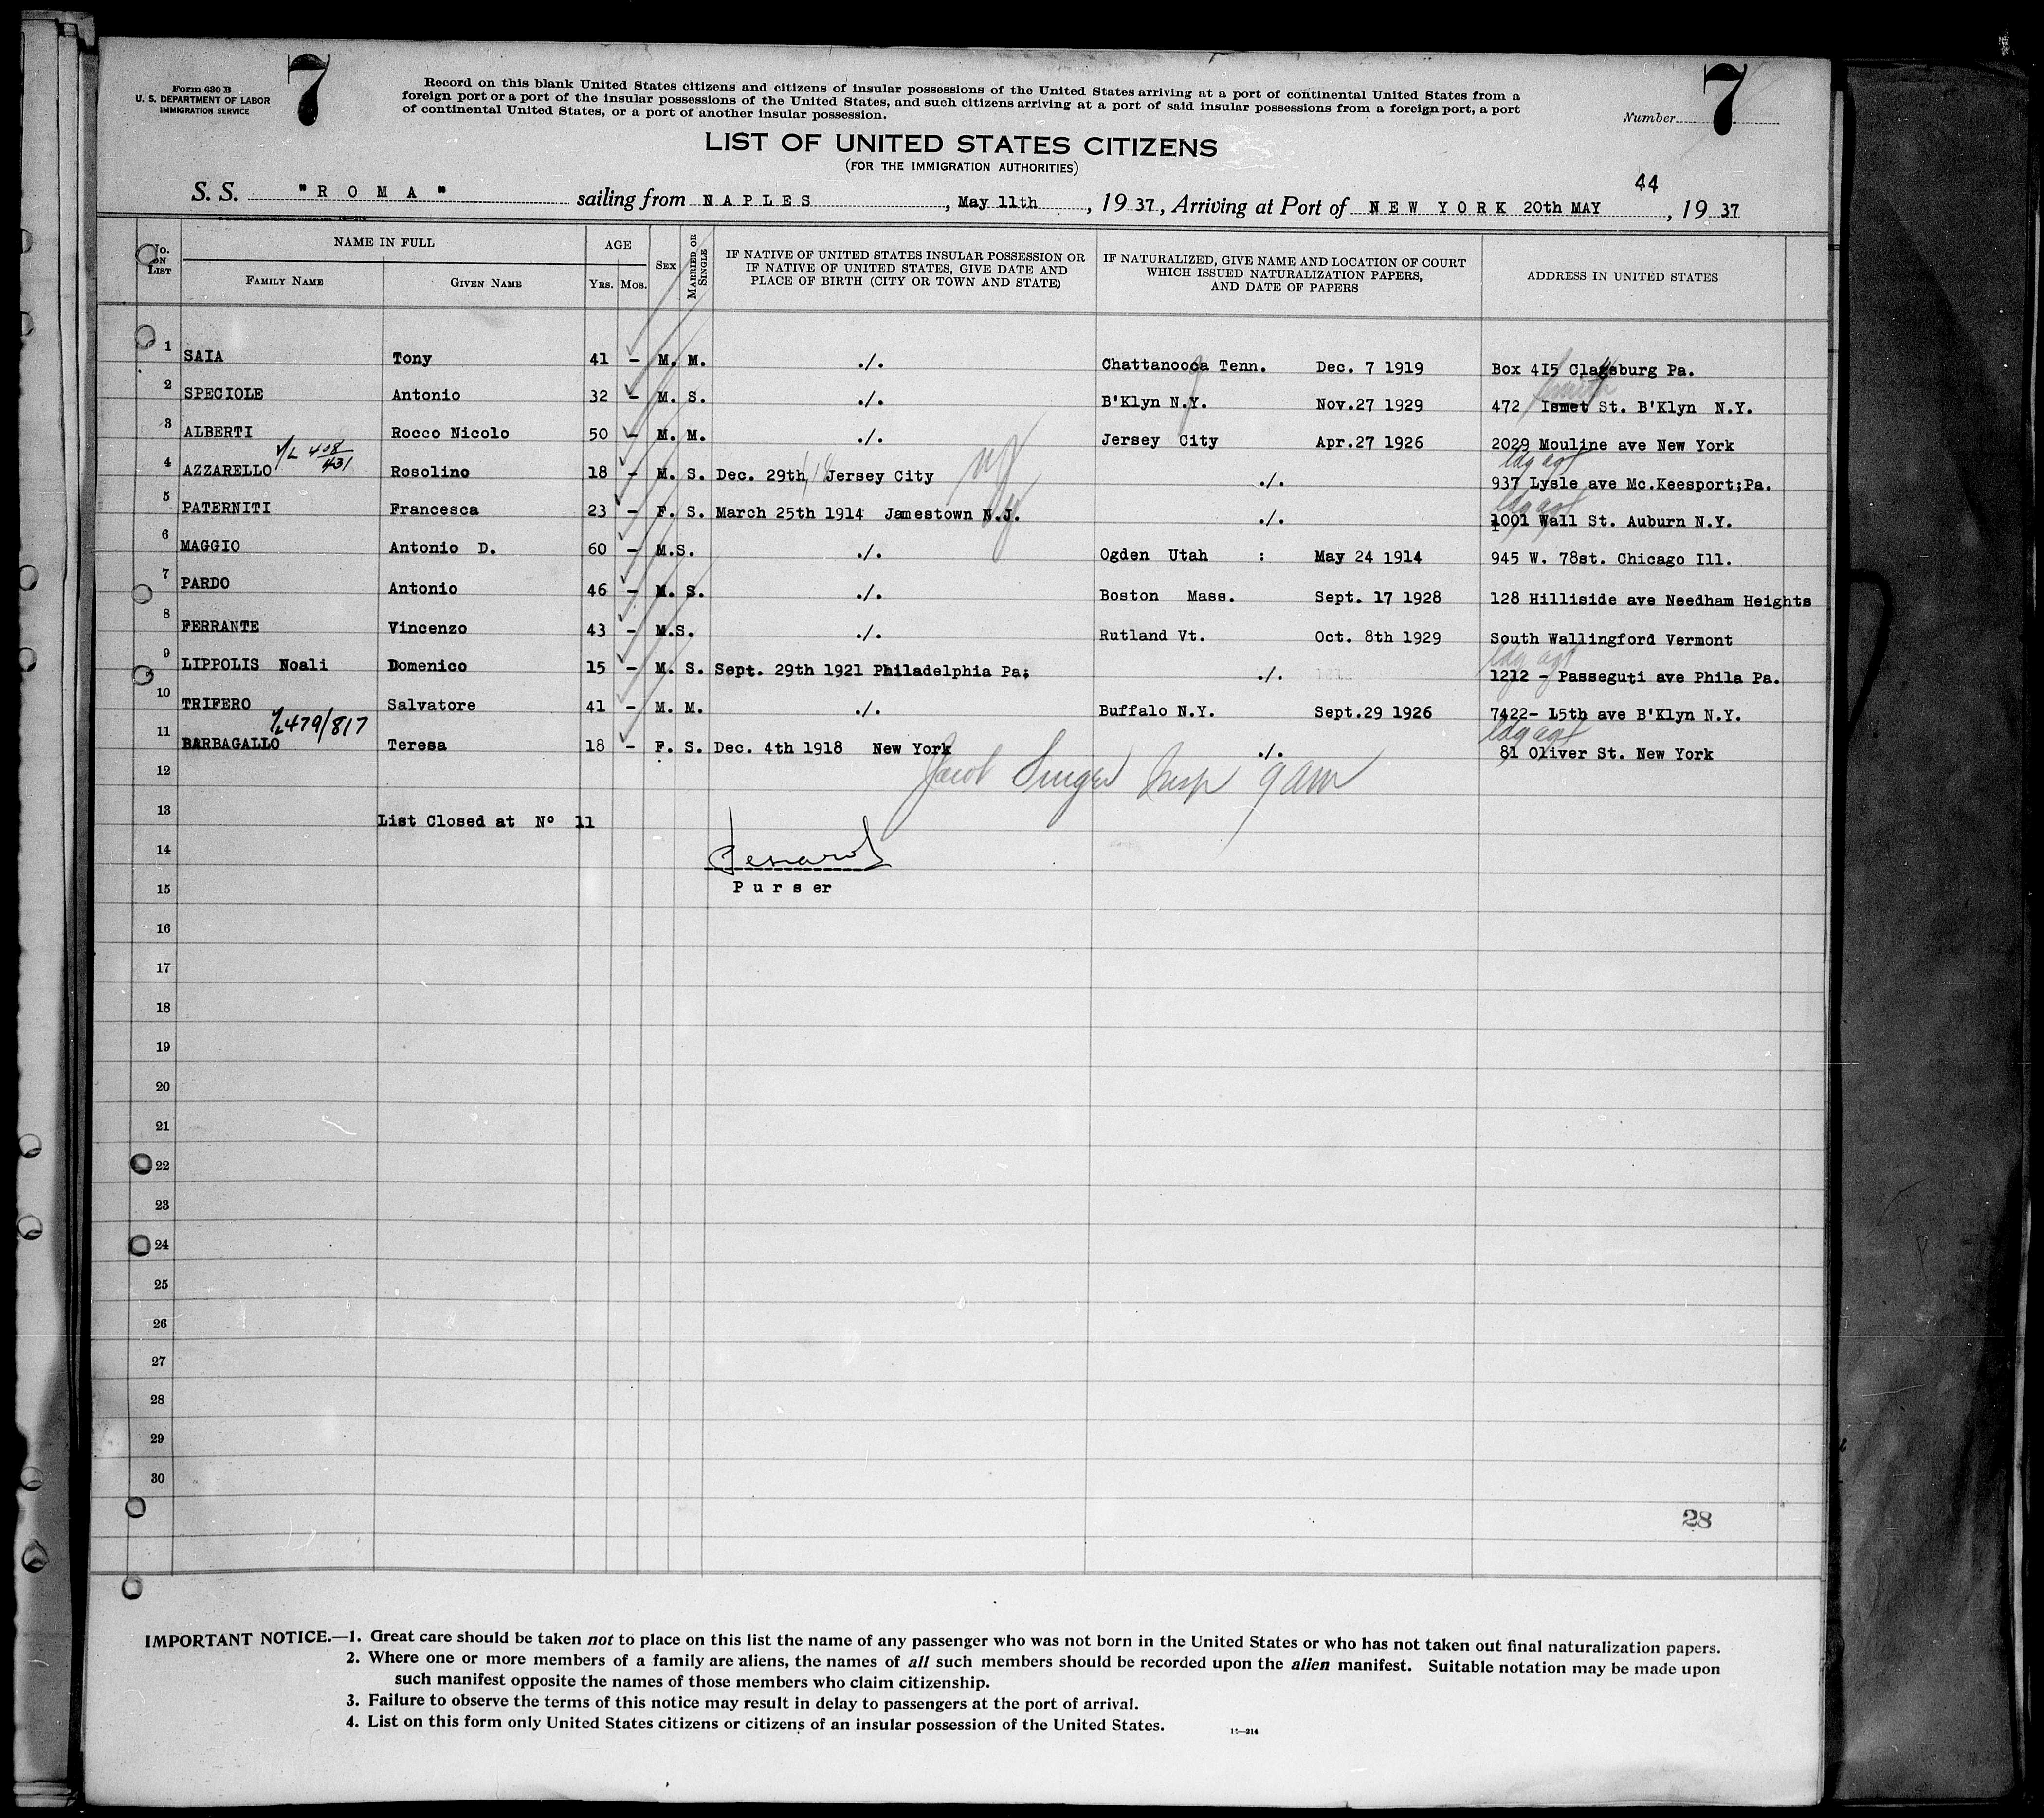 Form 630 B
U. S. DEPARTMENT OF LABOR
IMMIGRATION SERVICE
7
Record on this blank United States citizens and citizens of insular possessions of the United States arriving at a port of continental United States from a
foreign port or a port of the insular possessions of the United States, and such citizens arriving at a port of said insular possessions from a foreign port, a port
of continental United States, or a port of another insular possession.
Number 7
LIST OF UNITED STATES CITIZENS
(FOR THE IMMIGRATION AUTHORITIES)
44
S. S. "R O M A" sailing from NAPLES, May 11th, 1937, Arriving at Port of NEW YORK 20th MAY, 1937
No. ON LIST NAME IN FULL FAMILY NAME GIVEN NAME AGE YRS. MOS. SEX MARRIED OR SINGLE IF NATIVE OF UNITED STATES INSULAR POSSESSION OR IF NATIVE OF UNITED STATES, GIVE DATE AND PLACE OF BIRTH (CITY OR TOWN AND STATE) IF NATURALIZED, GIVE NAME AND LOCATION OF COURT WHICH ISSUED NATURALIZATION PAPERS, AND DATE OF PAPERS ADDRESS IN UNITED STATES
1 SAIA Tony 41 - M. M. ./. Chattanooca Tenn. Dec. 7 1919 Box 415 Clagsburg Pa.
2 SPECIOLE Antonio 32 - M. S. ./. B'Klyn N.Y. Nov.27 1929 472 Ismet St. B'Klyn N.Y.
3 ALBERTI Rocco Nicolo 50 - M. M. ./. Jersey City Apr.27 1926 2029 Mouline ave New York
V/L 408/431 ldg agt
4 AZZARELLO Rosolino 18 - M. S. Dec. 29th 18 Jersey City NJ ./. 937 Lysle ave Mc.Keesport;Pa.
ldg agt
5 PATERNITI Francesca 23 - F. S. March 25th 1914 Jamestown N.J. ./. 1001 Wall St. Auburn N.Y.
6 MAGGIO Antonio D. 60 - M.S. ./. Ogden Utah : May 24 1914 945 W. 78st. Chicago Ill.
7 PARDO Antonio 46 - M. S. ./. Boston Mass. Sept. 17 1928 128 Hilliside ave Needham Heights
8 FERRANTE Vincenzo 43 - M.S. ./. Rutland Vt. Oct. 8th 1929 South Wallingford Vermont
ldg agt
9 LIPPOLIS Noali Domenico 15 - M. S. Sept. 29th 1921 Philadelphia Pa; ./. 1212 - Passeguti ave Phila Pa.
10 TRIFERO Salvatore 41 - M. M. ./. Buffalo N.Y. Sept.29 1926 7422- 15th ave B'Klyn N.Y.
V/L 479/817 ldg agt
11 BARBAGALLO Teresa 18 - F. S. Dec. 4th 1918 New York ./. 81 Oliver St. New York
12 Jacob Singer Insp 9 am
13 List Closed at Nº 11
14
15 Purser
16
17
18
19
20
21
22
23
24
25
26
27
28
29
30
28
IMPORTANT NOTICE.—1. Great care should be taken not to place on this list the name of any passenger who was not born in the United States or who has not taken out final naturalization papers.
2. Where one or more members of a family are aliens, the names of all such members should be recorded upon the alien manifest. Suitable notation may be made upon
such manifest opposite the names of those members who claim citizenship.
3. Failure to observe the terms of this notice may result in delay to passengers at the port of arrival.
4. List on this form only United States citizens or citizens of an insular possession of the United States.